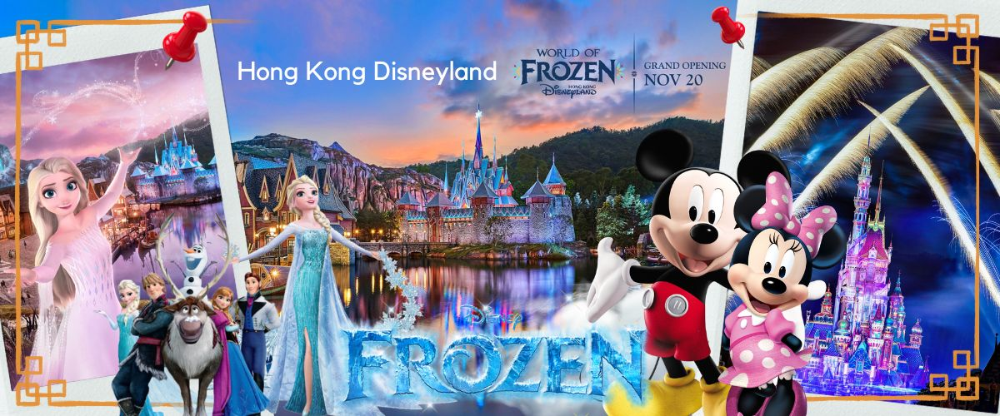 Hong Kong Disneyland
WORLD OF
FROZEN
HONG KONG
DISNEYLAND
GRAND OPENING
NOV 20
Disney
FROZEN